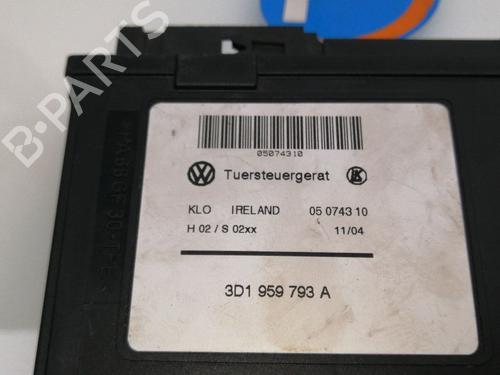 05074310
Tuersteuergerat
KLO IRELAND 05 0743 10
H 02 / S 02xx 11/04
3D1 959 793 A
B-PARTS